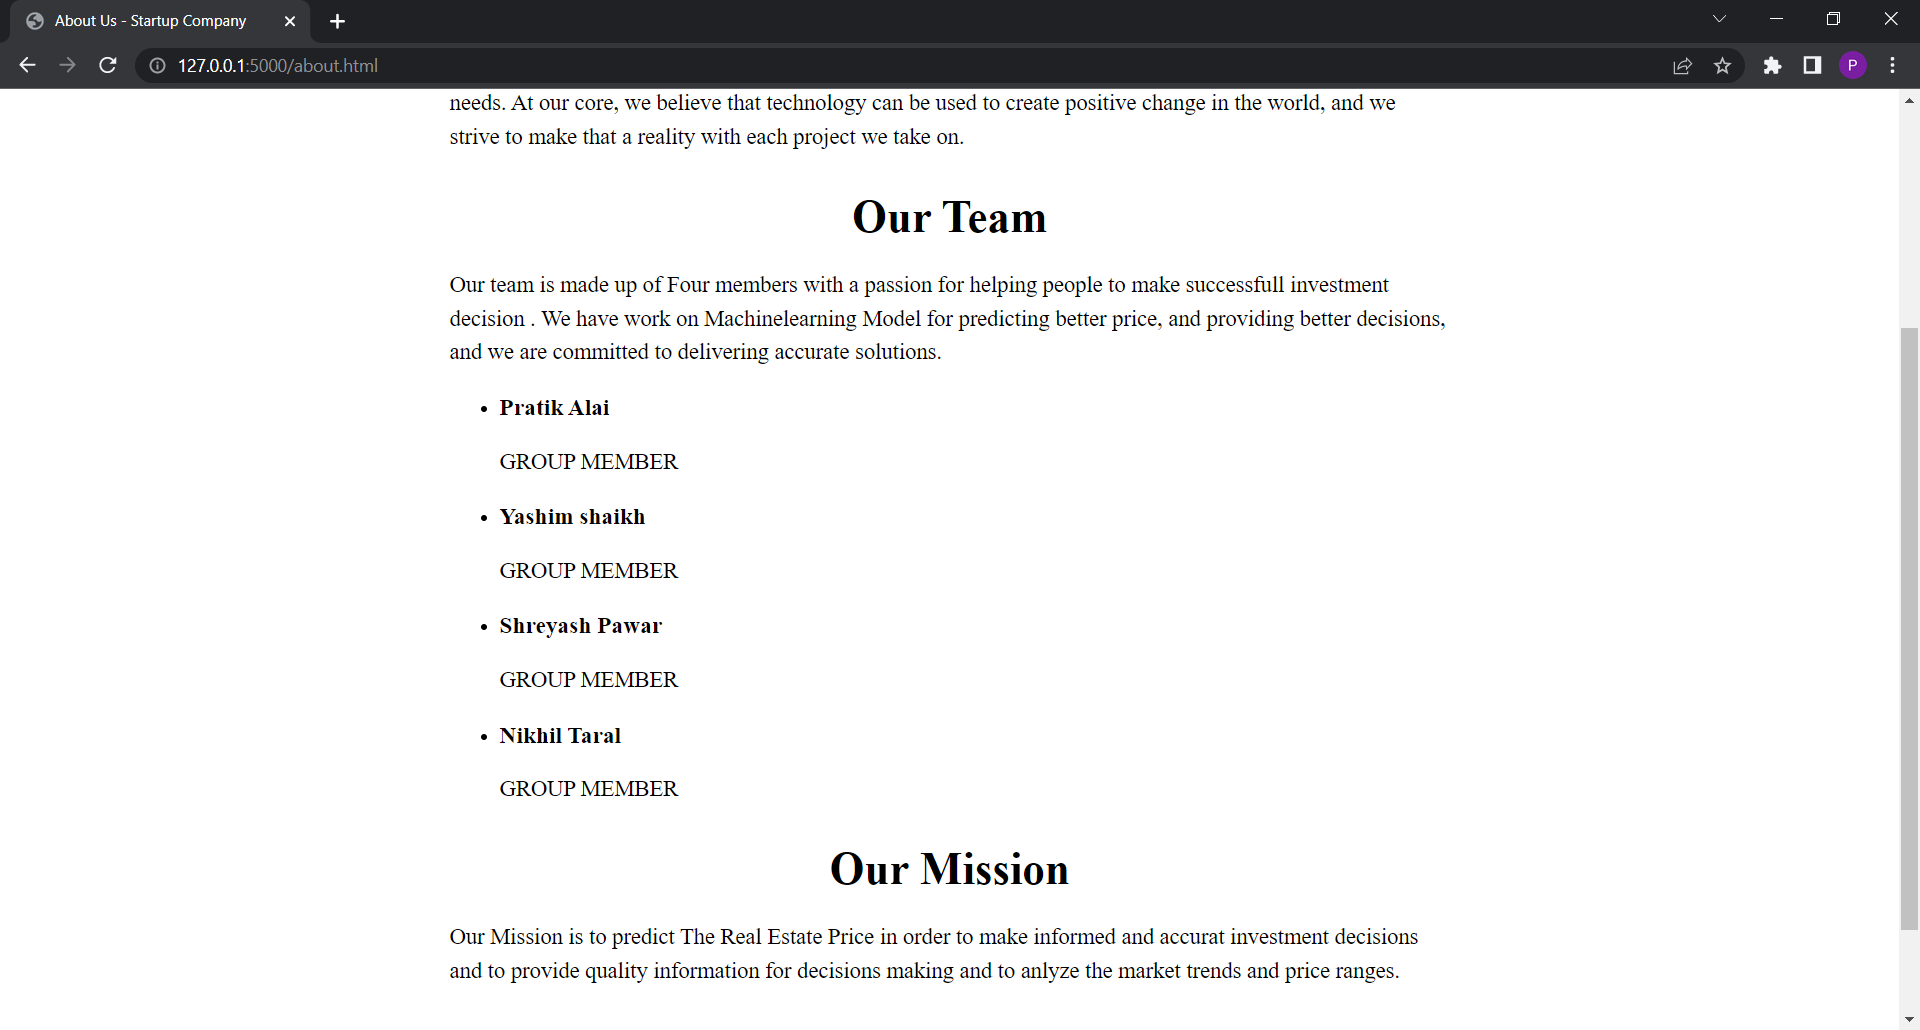 About Us - Startup Company
127.0.0.1:5000/about.html
P
needs. At our core, we believe that technology can be used to create positive change in the world, and we
strive to make that a reality with each project we take on.
Our Team
Our team is made up of Four members with a passion for helping people to make successfull investment
decision . We have work on Machinelearning Model for predicting better price, and providing better decisions,
and we are committed to delivering accurate solutions.
• Pratik Alai
GROUP MEMBER
• Yashim shaikh
GROUP MEMBER
• Shreyash Pawar
GROUP MEMBER
• Nikhil Taral
GROUP MEMBER
Our Mission
Our Mission is to predict The Real Estate Price in order to make informed and accurat investment decisions
and to provide quality information for decisions making and to anlyze the market trends and price ranges.